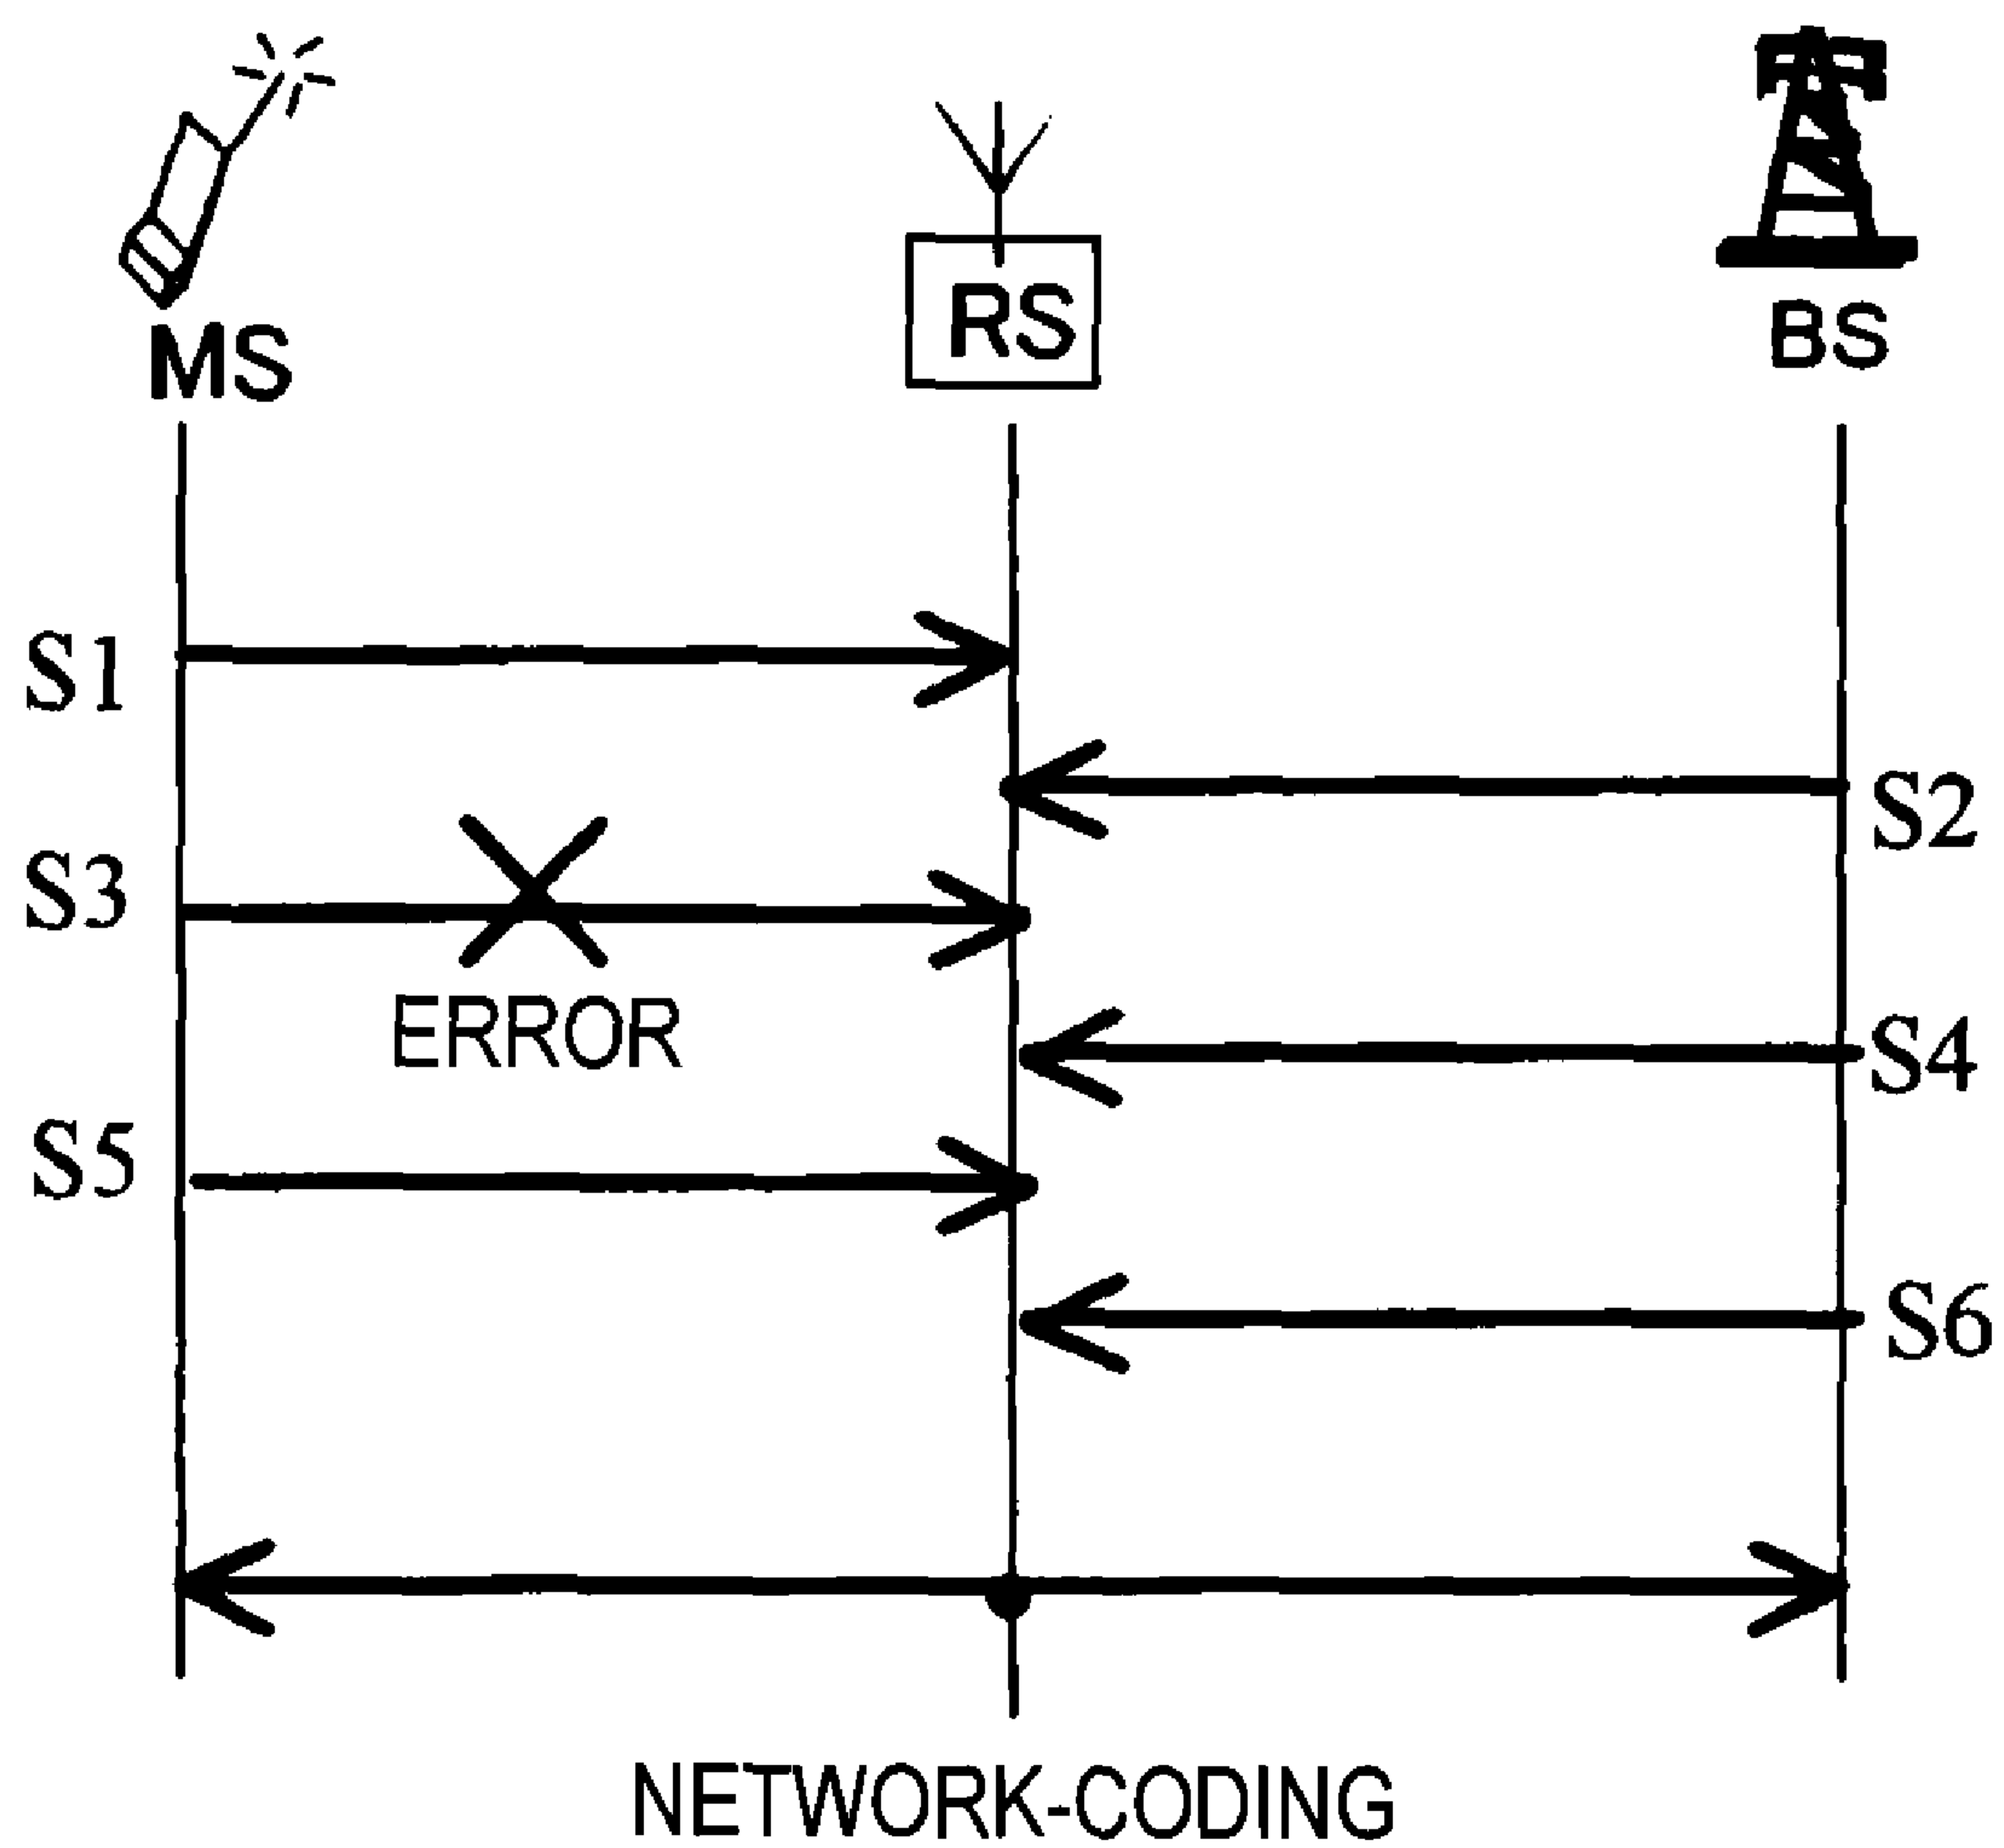 MS
RS
BS
S1
S2
S3
ERROR
S4
S5
S6
NETWORK-CODING